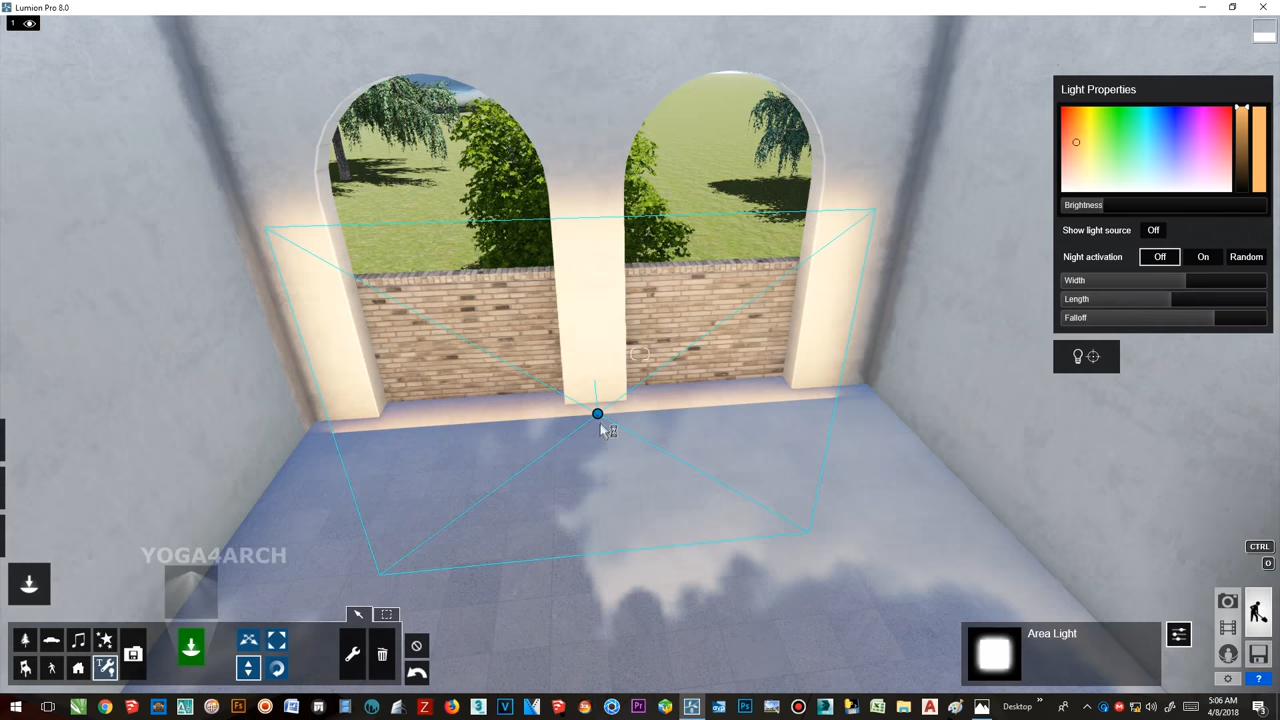 Lumion Pro 8.0
1
Light Properties
Brightness
Show light source Off
Night activation Off On Random
Width
Length
Falloff
YOGA4ARCH
CTRL
O
Area Light
?
Desktop
5:06 AM
4/8/2018